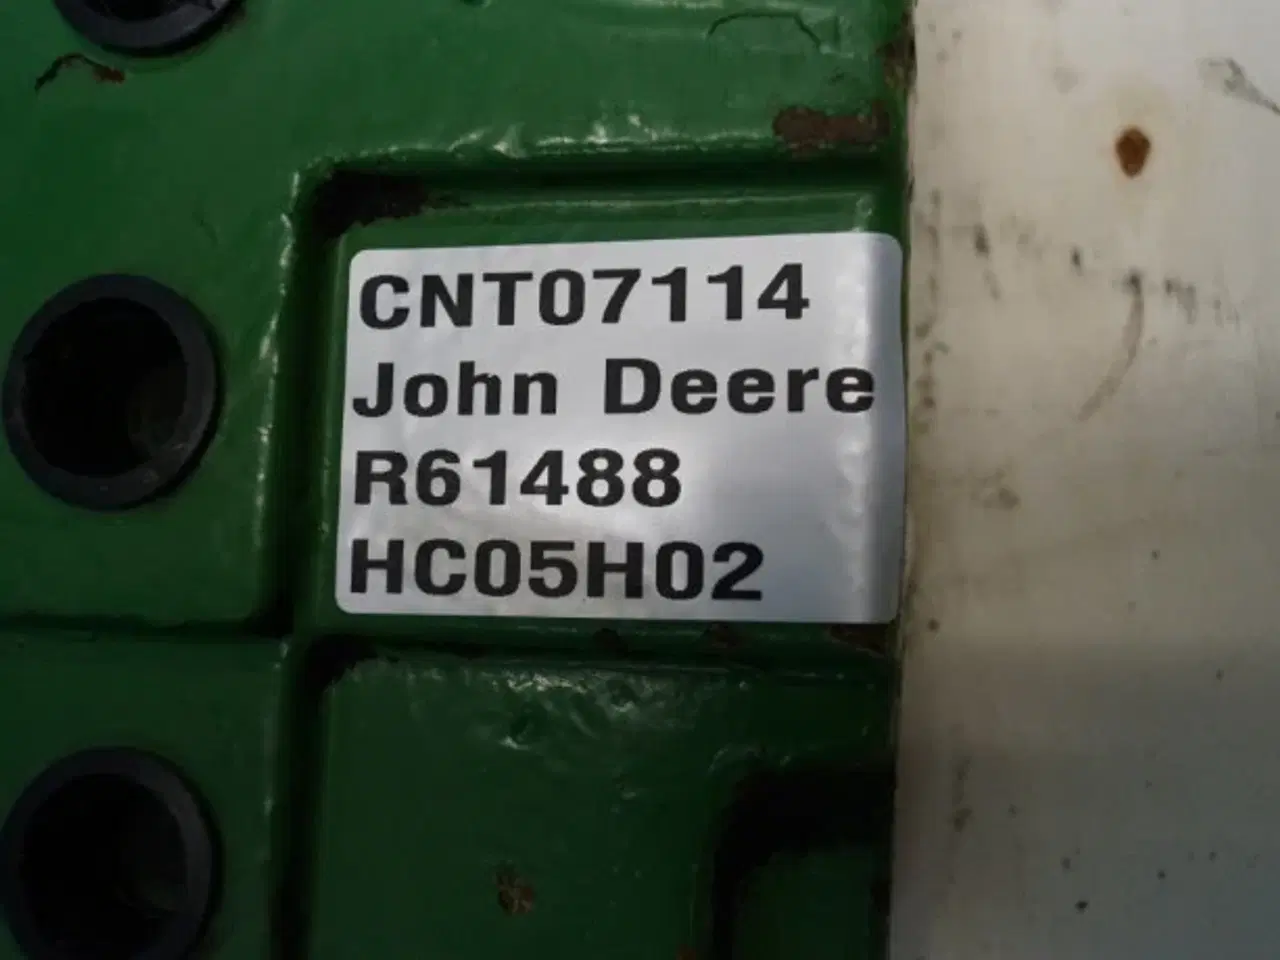 CNT07114
John Deere
R61488
HC05H02